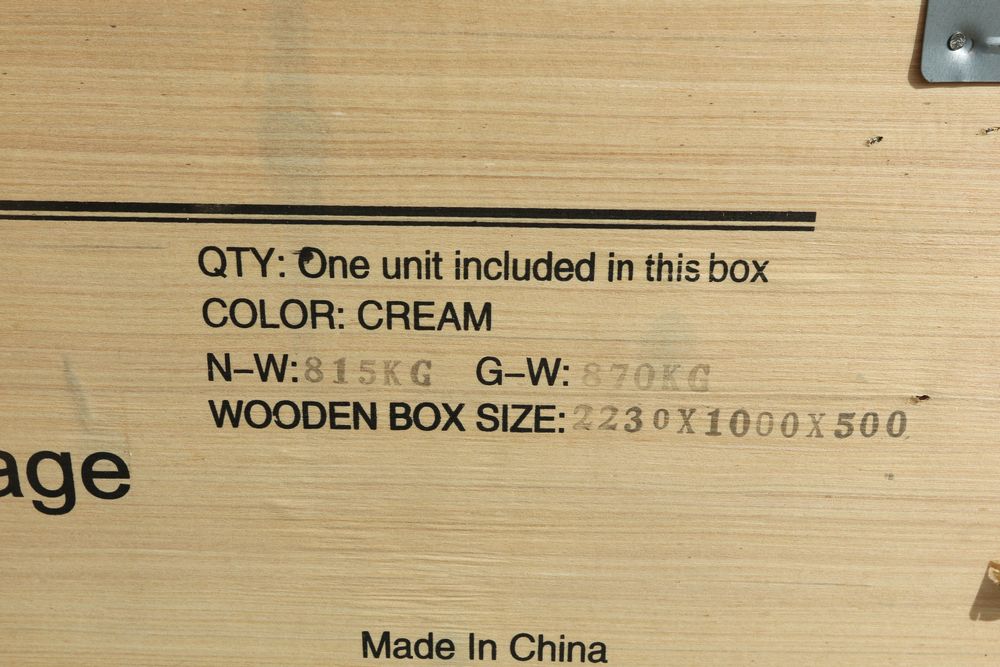 QTY: One unit included in this box
COLOR: CREAM
N–W:815KG G–W: 870KG
WOODEN BOX SIZE:2230X1000X500
age
Made In China